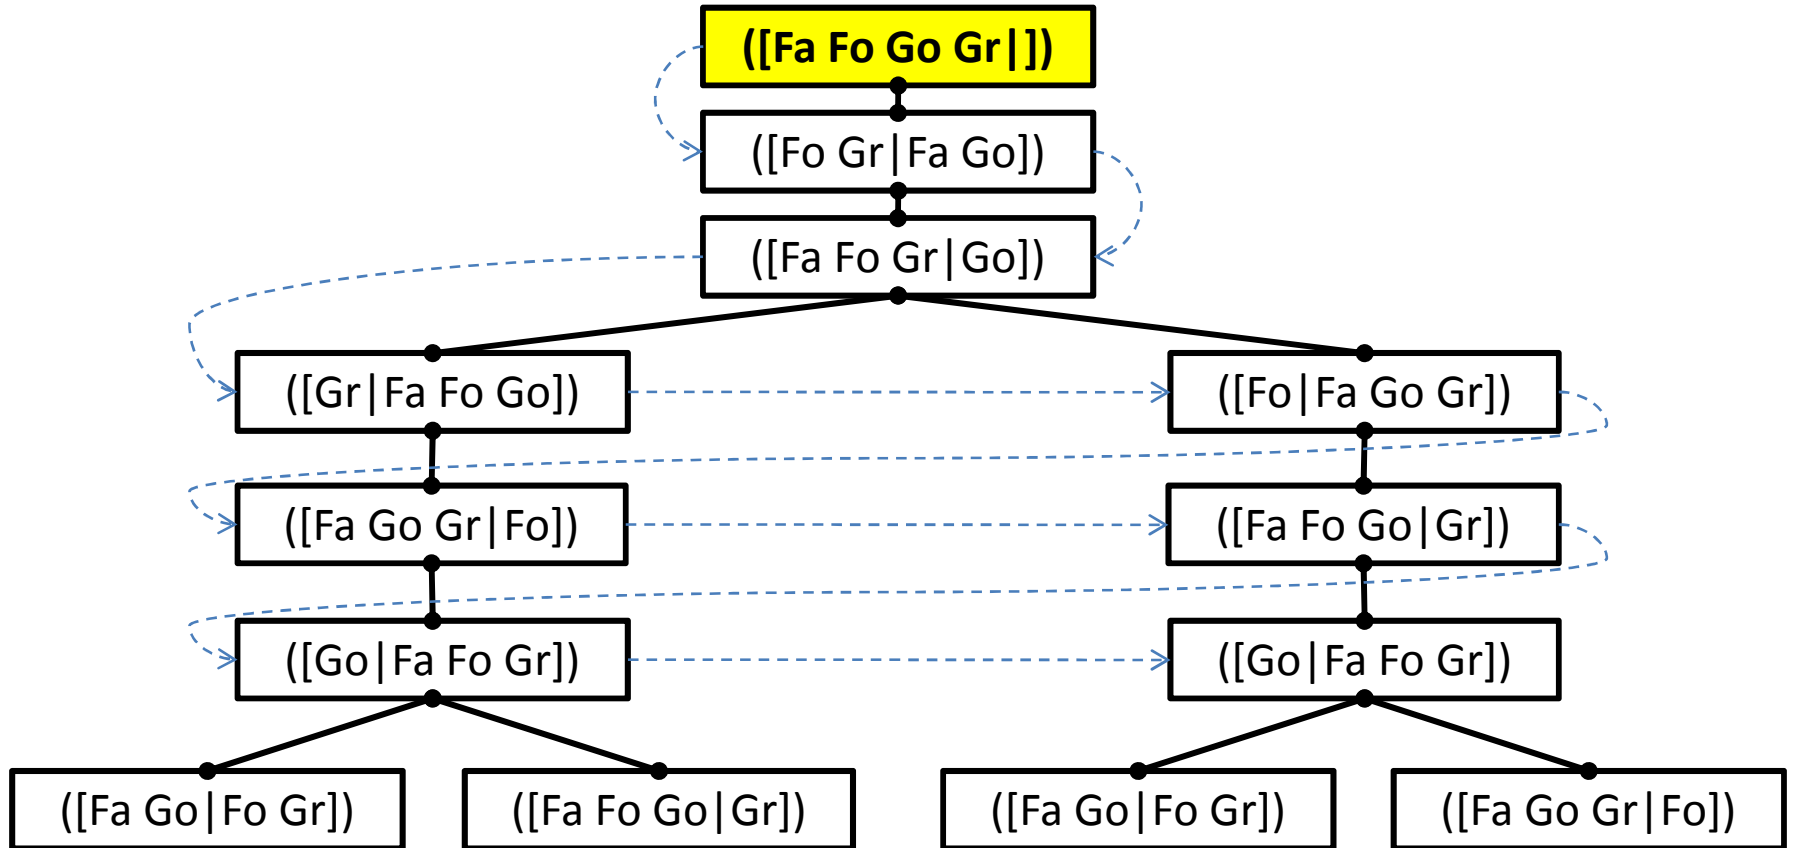 ([Fa Fo Go Gr|])
([Fo Gr|Fa Go])
([Fa Fo Gr|Go])
([Gr|Fa Fo Go])
([Fo|Fa Go Gr])
([Fa Go Gr|Fo])
([Fa Fo Go|Gr])
([Go|Fa Fo Gr])
([Go|Fa Fo Gr])
([Fa Go|Fo Gr])
([Fa Fo Go|Gr])
([Fa Go|Fo Gr])
([Fa Go Gr|Fo])